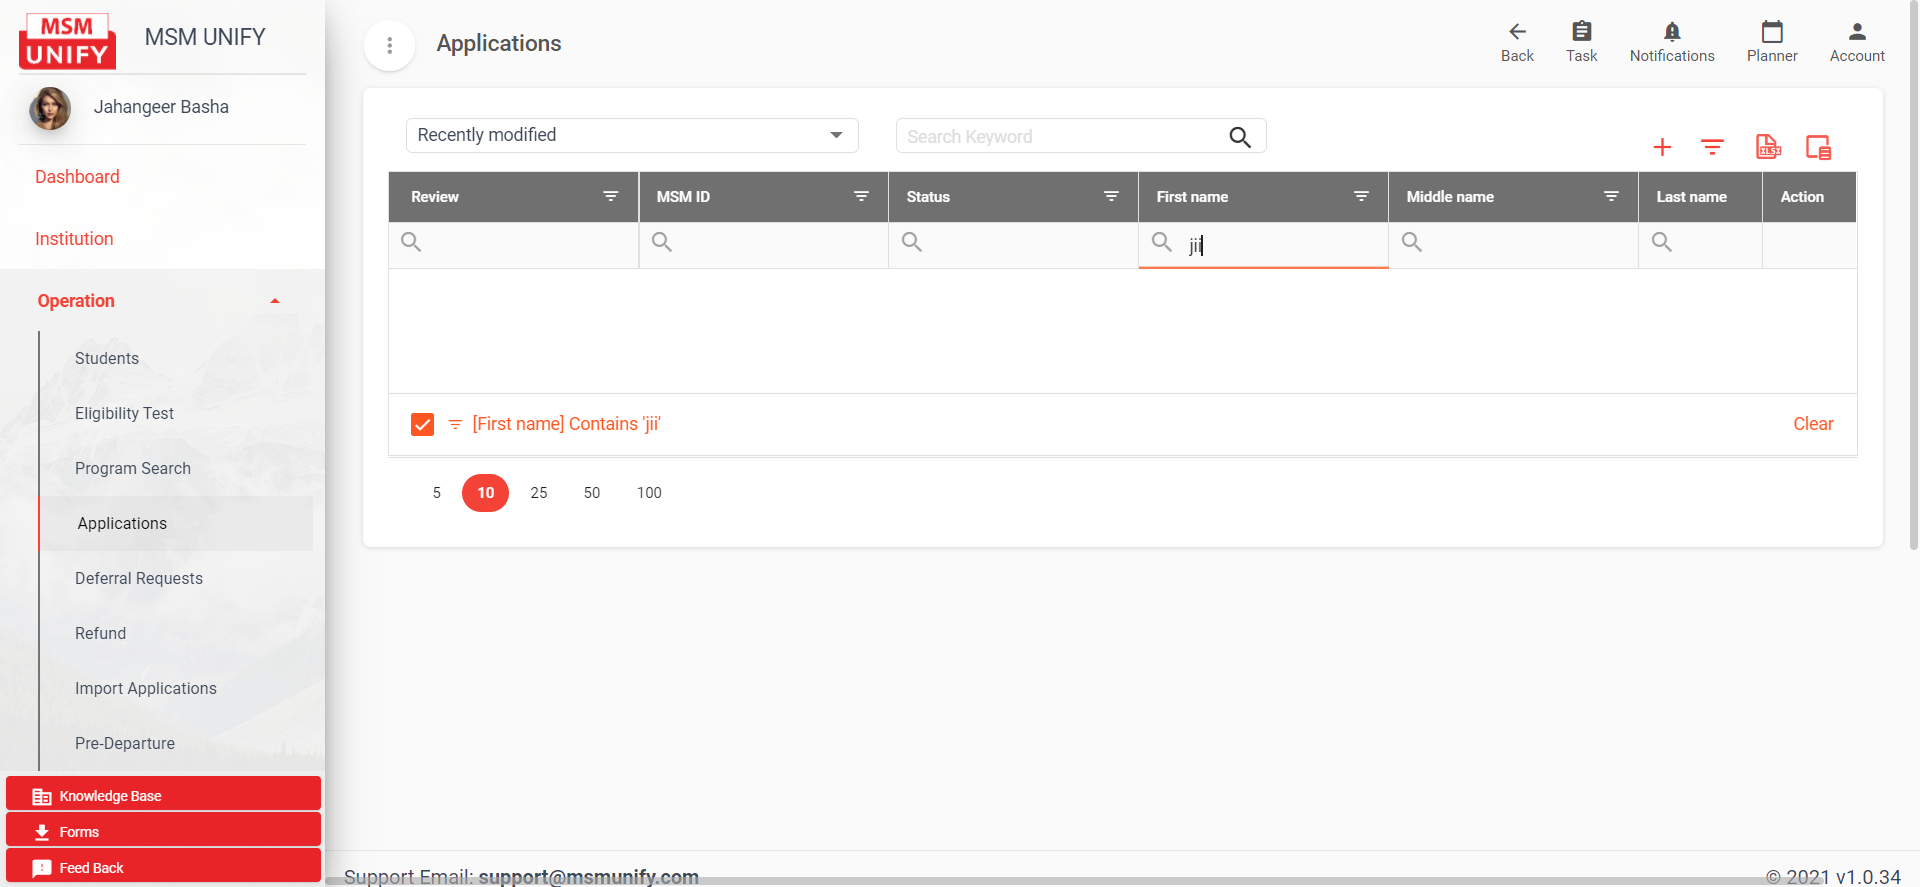 MSM
UNIFY
MSM UNIFY
Jahangeer Basha
Dashboard
Institution
Operation
Students
Eligibility Test
Program Search
Applications
Deferral Requests
Refund
Import Applications
Pre-Departure
Knowledge Base
Forms
Feed Back
Applications
Back
Task
Notifications
Planner
Account
Recently modified
Search Keyword
XLSX
Review
MSM ID
Status
First name
Middle name
Last name
Action
jii
[First name] Contains 'jii'
Clear
5
10
25
50
100
Support Email: support@msmunify.com
© 2021 v1.0.34